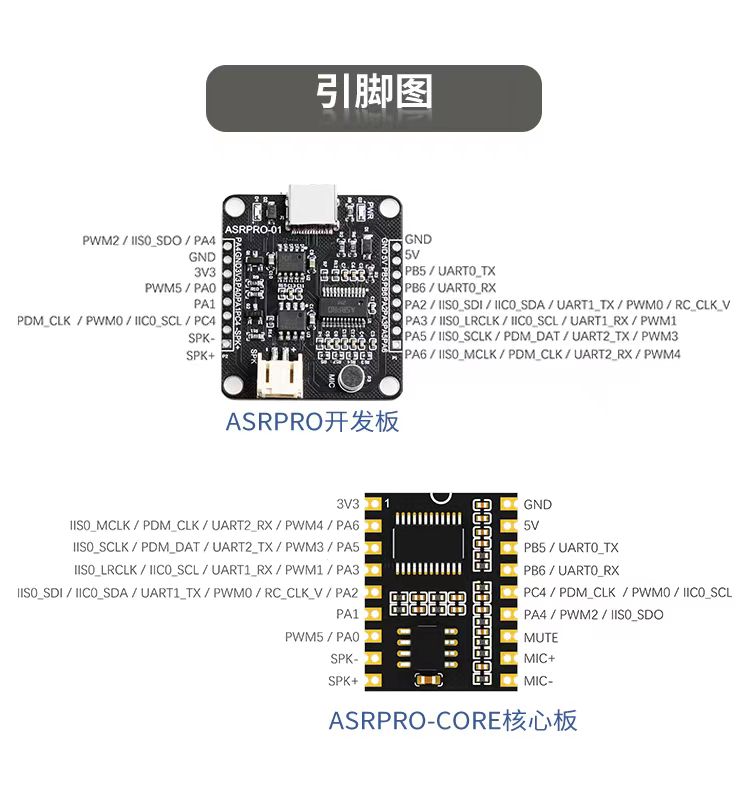 引脚图
ASRPRO-01
PWR
PWM2 / IIS0_SDO / PA4
GND
3V3
PWM5 / PA0
PA1
PDM_CLK / PWM0 / IIC0_SCL / PC4
SPK-
SPK+
GND
5V
PB5 / UART0_TX
PB6 / UART0_RX
PA2 / IIS0_SDI / IIC0_SDA / UART1_TX / PWM0 / RC_CLK_V
PA3 / IIS0_LRCLK / IIC0_SCL / UART1_RX / PWM1
PA5 / IIS0_SCLK / PDM_DAT / UART2_TX / PWM3
PA6 / IIS0_MCLK / PDM_CLK / UART2_RX / PWM4
SPK
MIC
ASRPRO开发板
3V3
IIS0_MCLK / PDM_CLK / UART2_RX / PWM4 / PA6
IIS0_SCLK / PDM_DAT / UART2_TX / PWM3 / PA5
IIS0_LRCLK / IIC0_SCL / UART1_RX / PWM1 / PA3
IIS0_SDI / IIC0_SDA / UART1_TX / PWM0 / RC_CLK_V / PA2
PA1
PWM5 / PA0
SPK-
SPK+
1
GND
5V
PB5 / UART0_TX
PB6 / UART0_RX
PC4 / PDM_CLK / PWM0 / IIC0_SCL
PA4 / PWM2 / IIS0_SDO
MUTE
MIC+
MIC-
ASRPRO-CORE核心板